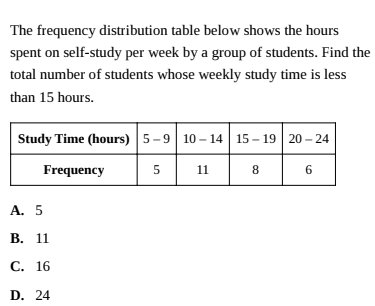 The frequency distribution table below shows the hours
spent on self-study per week by a group of students. Find the
total number of students whose weekly study time is less
than 15 hours.
Study Time (hours) 5 – 9 10 – 14 15 – 19 20 – 24
Frequency 5 11 8 6
A. 5
B. 11
C. 16
D. 24